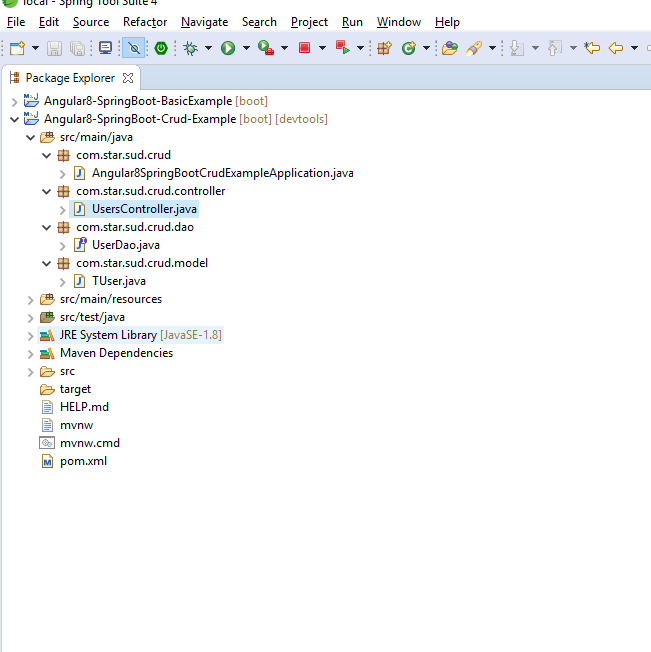 local - Spring Tool Suite 4
File Edit Source Refactor Navigate Search Project Run Window Help
Package Explorer
Angular8-SpringBoot-BasicExample [boot]
Angular8-SpringBoot-Crud-Example [boot] [devtools]
src/main/java
com.star.sud.crud
Angular8SpringBootCrudExampleApplication.java
com.star.sud.crud.controller
UsersController.java
com.star.sud.crud.dao
UserDao.java
com.star.sud.crud.model
TUser.java
src/main/resources
src/test/java
JRE System Library [JavaSE-1.8]
Maven Dependencies
src
target
HELP.md
mvnw
mvnw.cmd
pom.xml